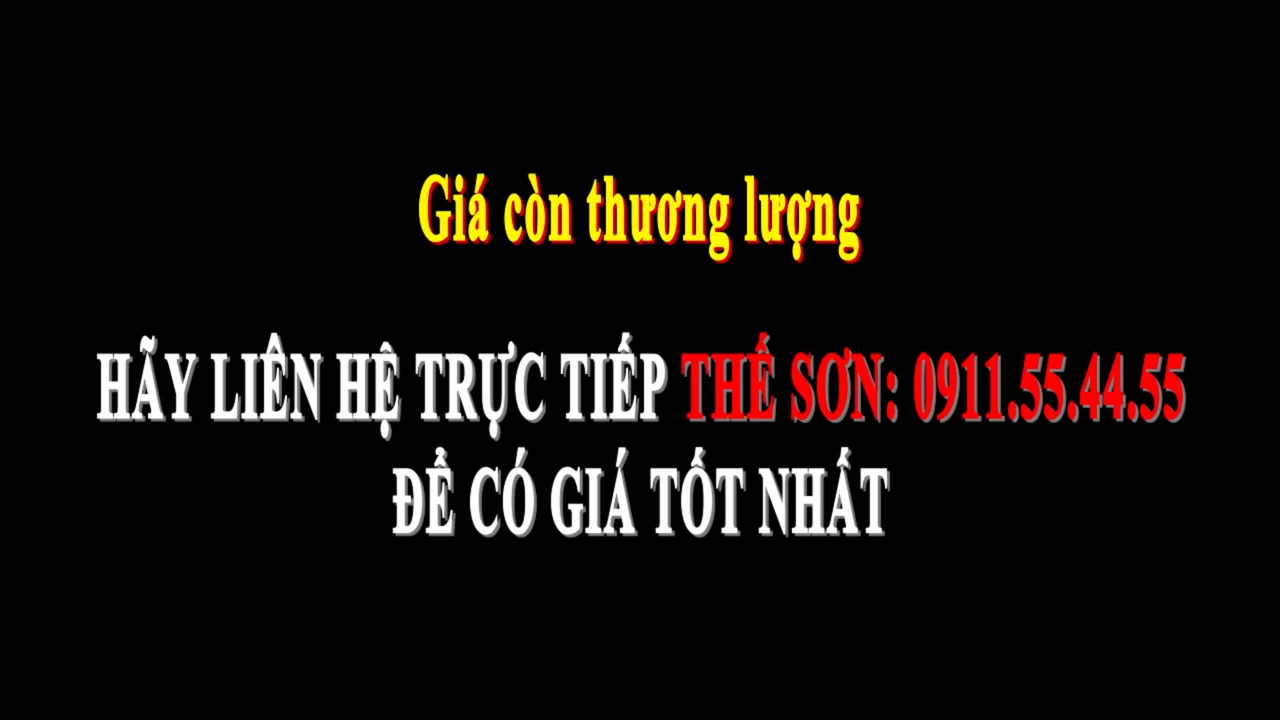 Giá còn thương lượng
HÃY LIÊN HỆ TRỰC TIẾP THẾ SƠN: 0911.55.44.55
ĐỂ CÓ GIÁ TỐT NHẤT